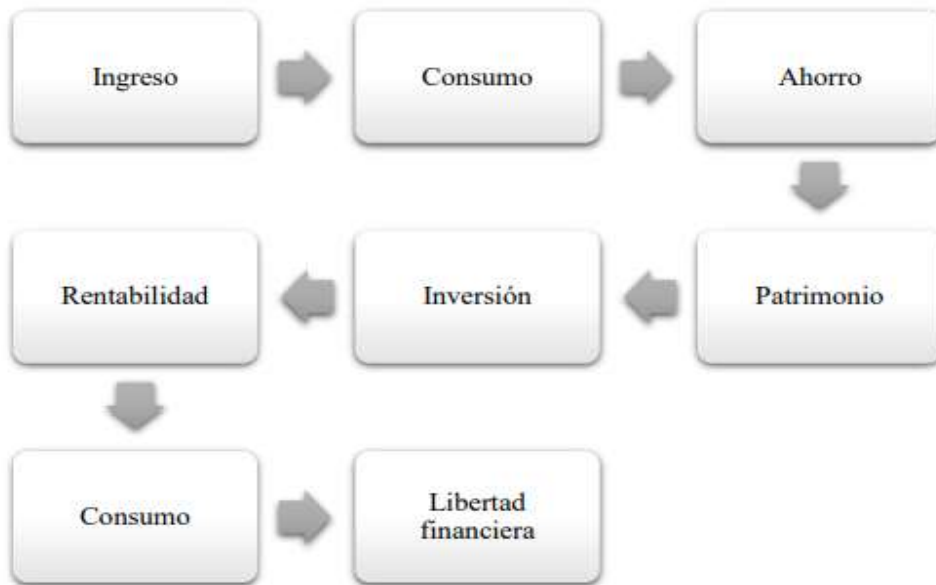 Ingreso
Consumo
Ahorro
Patrimonio
Inversión
Rentabilidad
Consumo
Libertad
financiera